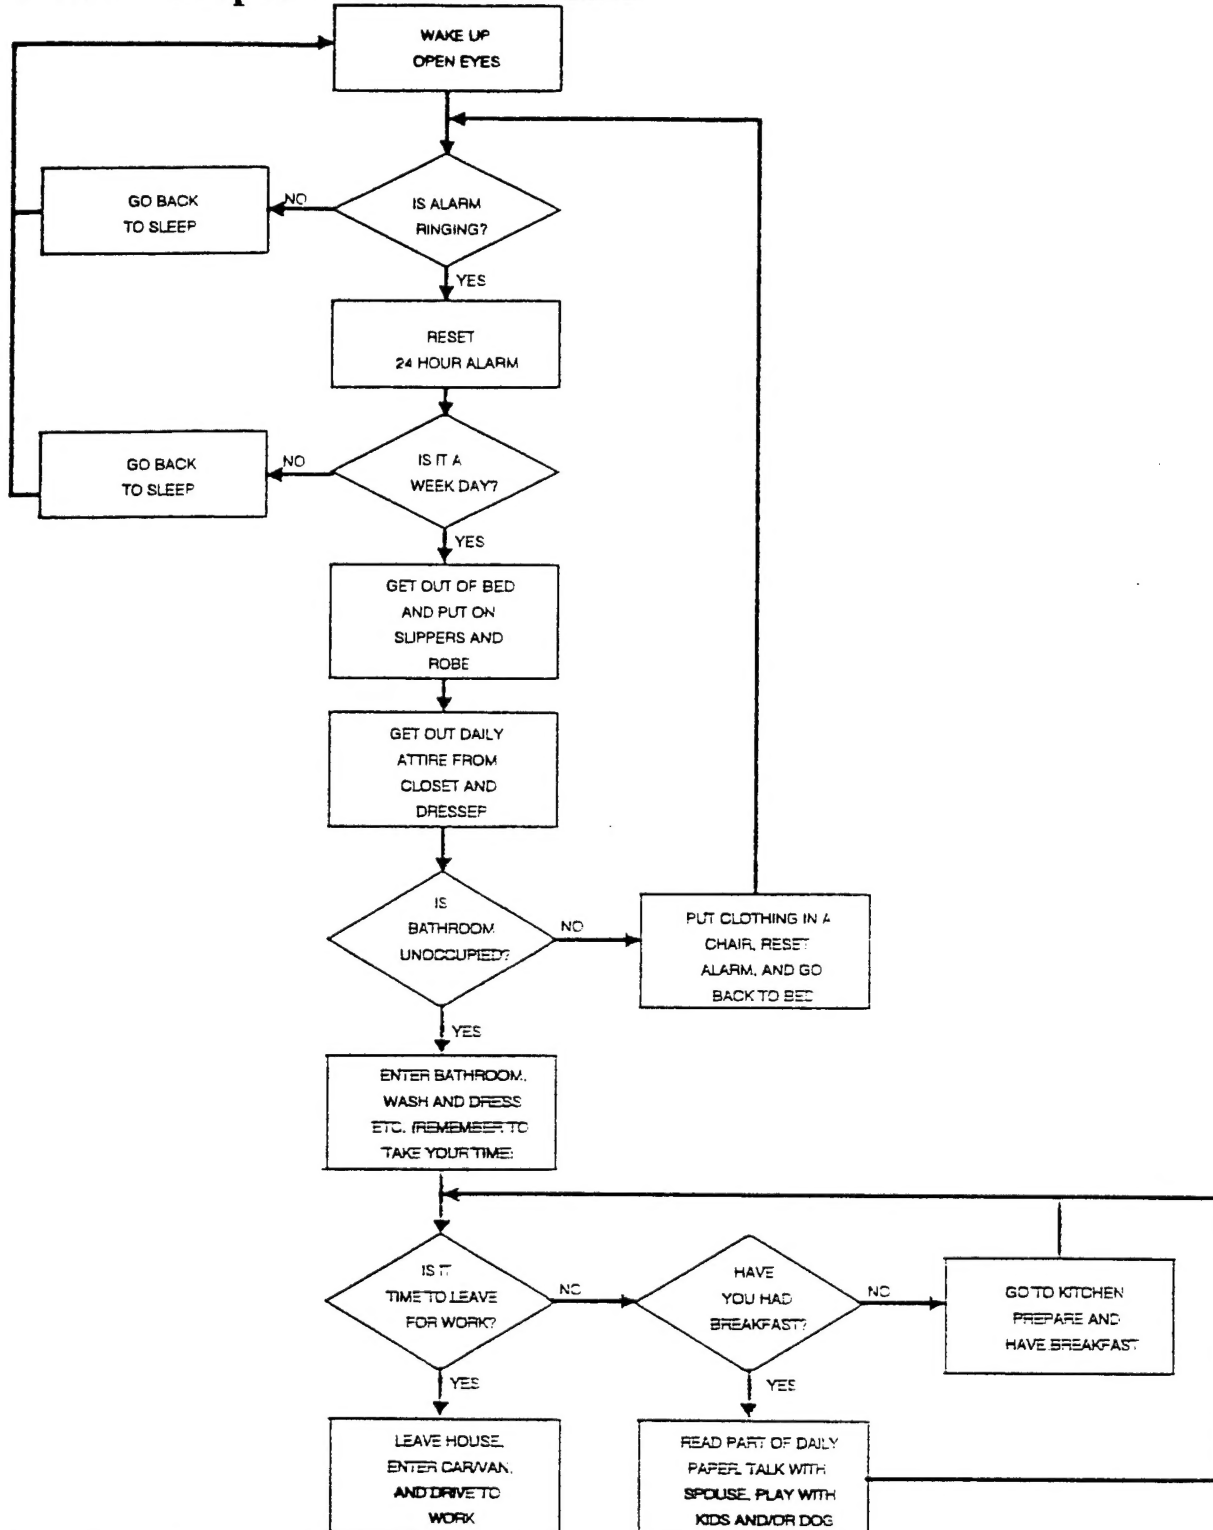 WAKE UP
OPEN EYES
IS ALARM
RINGING?
NO
GO BACK
TO SLEEP
YES
RESET
24 HOUR ALARM
IS IT A
WEEK DAY?
NO
GO BACK
TO SLEEP
YES
GET OUT OF BED
AND PUT ON
SLIPPERS AND
ROBE
GET OUT DAILY
ATTIRE FROM
CLOSET AND
DRESSER
IS
BATHROOM
UNOCCUPIED?
NO
PUT CLOTHING IN A
CHAIR, RESET
ALARM, AND GO
BACK TO BED
YES
ENTER BATHROOM,
WASH AND DRESS
ETC. (REMEMBER TO
TAKE YOUR TIME)
IS IT
TIME TO LEAVE
FOR WORK?
NO
HAVE
YOU HAD
BREAKFAST?
NO
GO TO KITCHEN
PREPARE AND
HAVE BREAKFAST
YES
LEAVE HOUSE,
ENTER CAR/VAN,
AND DRIVE TO
WORK
YES
READ PART OF DAILY
PAPER, TALK WITH
SPOUSE, PLAY WITH
KIDS AND/OR DOG